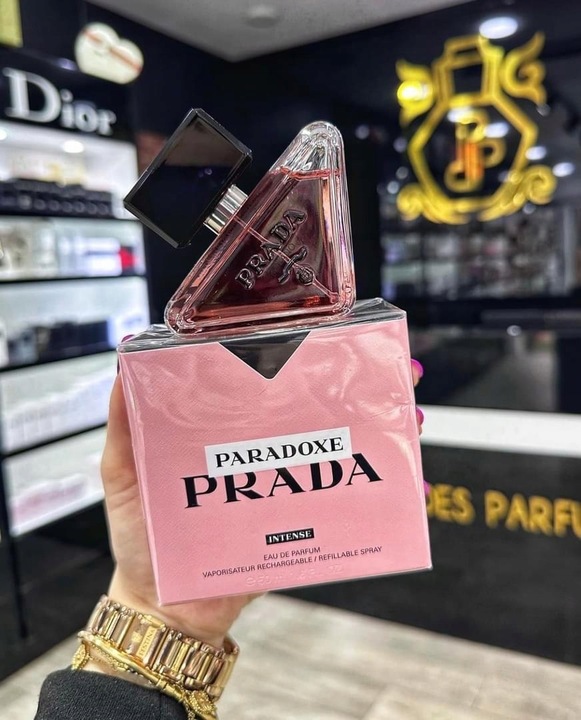 Dior
PRADA
PARADOXE
PRADA
INTENSE
EAU DE PARFUM
VAPORISATEUR RECHARGEABLE / REFILLABLE SPRAY
DES PARFU